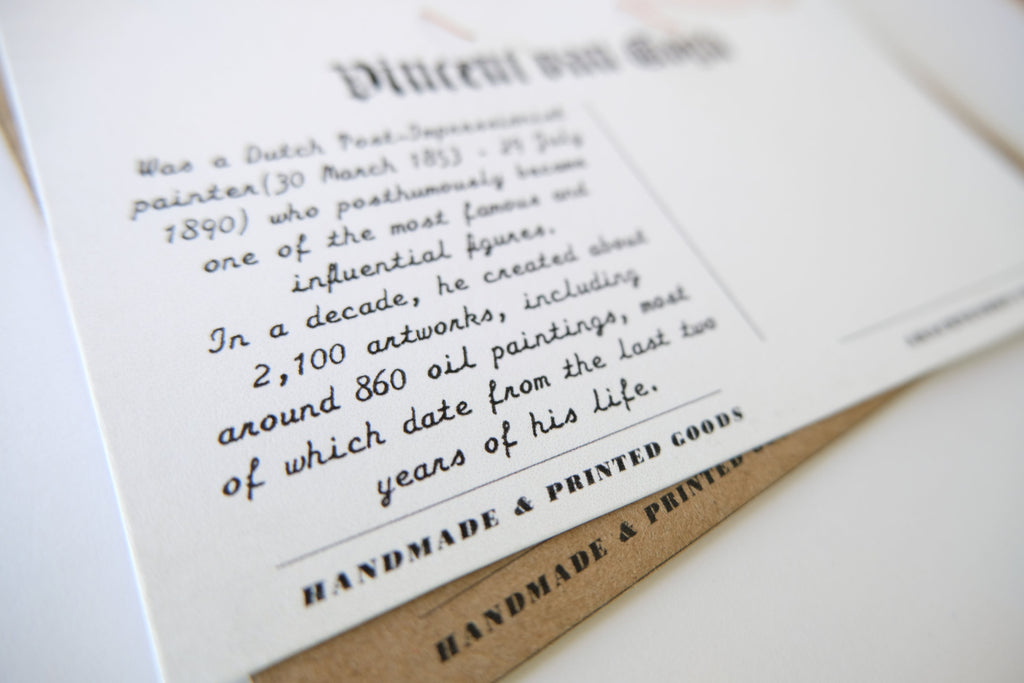 Vincent van Gogh
Was a Dutch Post-Impressionist
painter(30 March 1853 - 29 July
1890) who posthumously became
one of the most famous and
influential figures.
In a decade, he created about
2,100 artworks, including
around 860 oil paintings, most
of which date from the last two
years of his life.
HANDMADE & PRINTED GOODS
HANDMADE & PRINTED